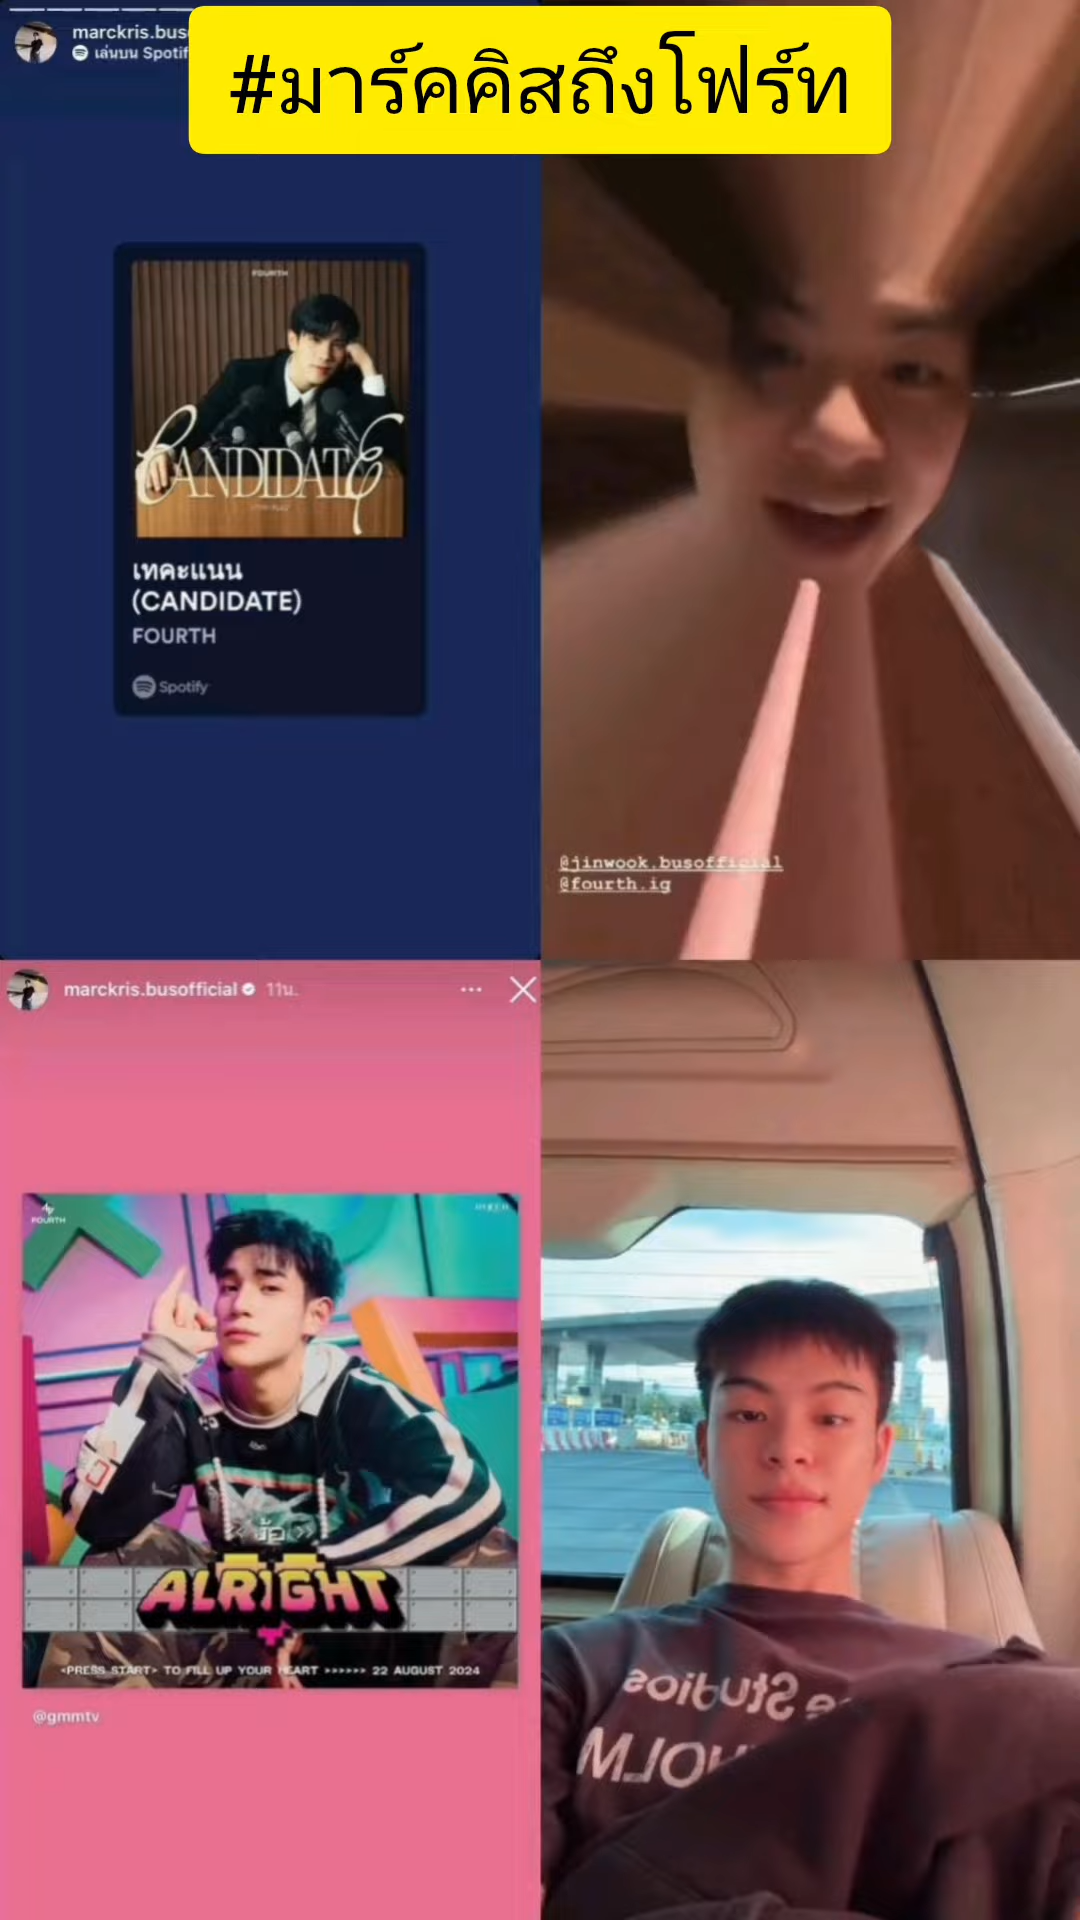 #มาร์คคิสถึงโฟร์ท
marckris.bus
เล่นบน Spotif
FOURTH
CANDIDATE
เทคะแนน
(CANDIDATE)
FOURTH
Spotify
@jinwook.busofficial
@fourth.ig
marckris.busofficial 11น.
FOURTH
ALRIGHT
<PRESS START> TO FILL UP YOUR HEART >>>>>> 22 AUGUST 2024
@gmmtv
Studios
HOLM